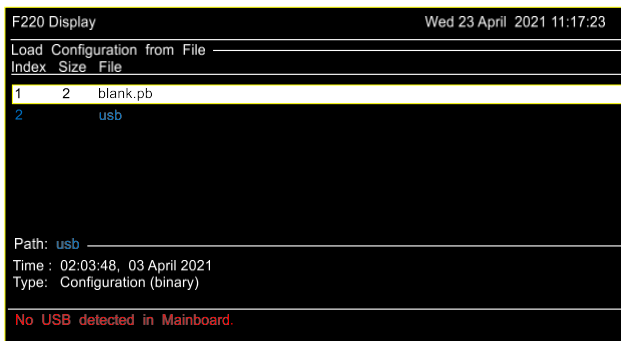 F220 Display Wed 23 April 2021 11:17:23
Load Configuration from File
Index Size File
1 2 blank.pb
2 usb
Path: usb
Time : 02:03:48, 03 April 2021
Type: Configuration (binary)
No USB detected in Mainboard.